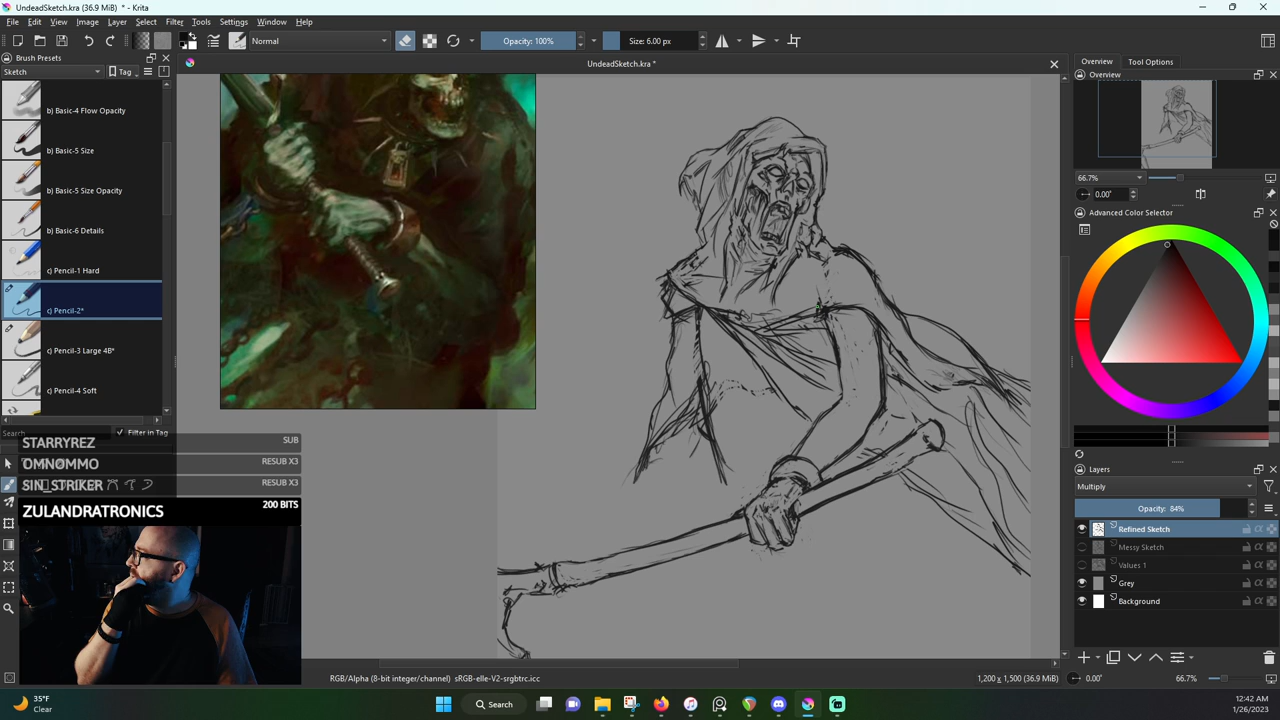 UndeadSketch.kra (36.9 MiB) * - Krita
File Edit View Image Layer Select Filter Tools Settings Window Help
Normal
Opacity: 100%
Size: 6.00 px
Brush Presets
UndeadSketch.kra *
Overview Tool Options
Sketch
Tag
Overview
b) Basic-4 Flow Opacity
b) Basic-5 Size
b) Basic-5 Size Opacity
b) Basic-6 Details
c) Pencil-1 Hard
c) Pencil-2*
c) Pencil-3 Large 4B*
c) Pencil-4 Soft
66.7%
0.00°
Advanced Color Selector
Search
Filter in Tag
STARRYREZ SUB
OMNOMMO RESUB X3
SIN_STRIKER RESUB X3
ZULANDRATRONICS 200 BITS
Layers
Multiply
Opacity: 84%
Refined Sketch
Messy Sketch
Values 1
Grey
Background
RGB/Alpha (8-bit integer/channel) sRGB-elle-V2-srgbtrc.icc
1,200 x 1,500 (36.9 MiB)
0.00°
66.7%
35°F
Clear
Search
12:42 AM
1/26/2023